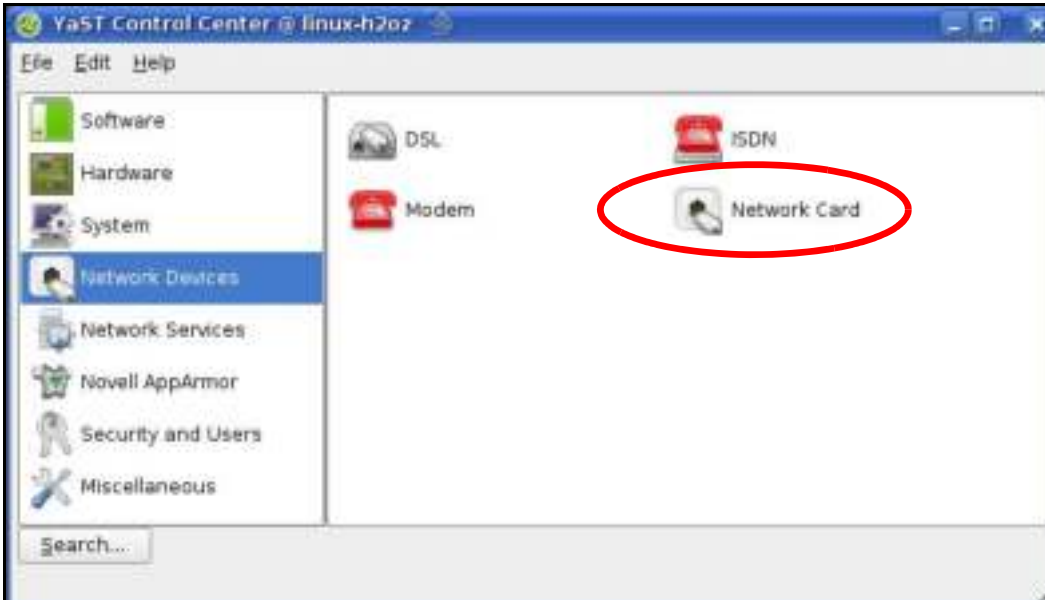 YaST Control Center @ linux-h2oz
File Edit Help
Software
Hardware
System
Network Devices
Network Services
Novell AppArmor
Security and Users
Miscellaneous
DSL
ISDN
Modem
Network Card
Search...